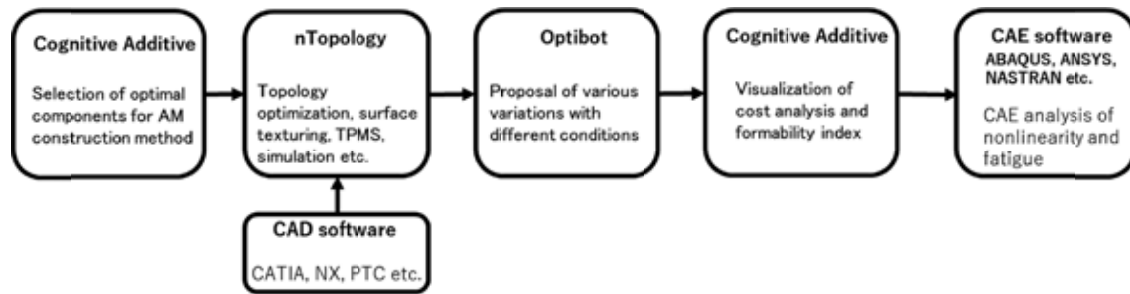 Cognitive Additive
Selection of optimal
components for AM
construction method
nTopology
Topology
optimization, surface
texturing, TPMS,
simulation etc.
Optibot
Proposal of various
variations with
different conditions
Cognitive Additive
Visualization of
cost analysis and
formability index
CAE software
ABAQUS, ANSYS,
NASTRAN etc.
CAE analysis of
nonlinearity and
fatigue
CAD software
CATIA, NX, PTC etc.